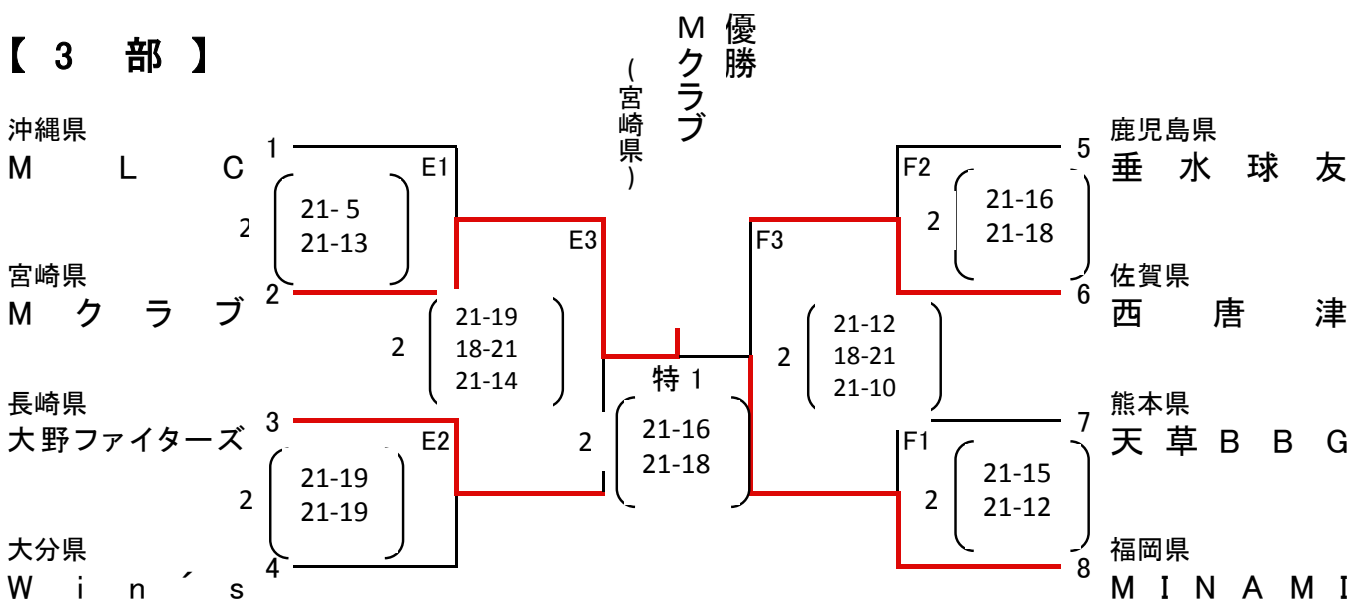 【 3 部 】
優勝
Mクラブ
(宮崎県)
沖縄県
M L C
1
E1
2
21- 5
21-13
宮崎県
M ク ラ ブ
2
E3
2
21-19
18-21
21-14
長崎県
大野ファイターズ
3
E2
2
21-19
21-19
大分県
W i n ´ s
4
特 1
2
21-16
21-18
5
鹿児島県
垂 水 球 友
F2
2
21-16
21-18
6
佐賀県
西 唐 津
F3
2
21-12
18-21
21-10
7
熊本県
天 草 B B G
F1
2
21-15
21-12
8
福岡県
M I N A M I